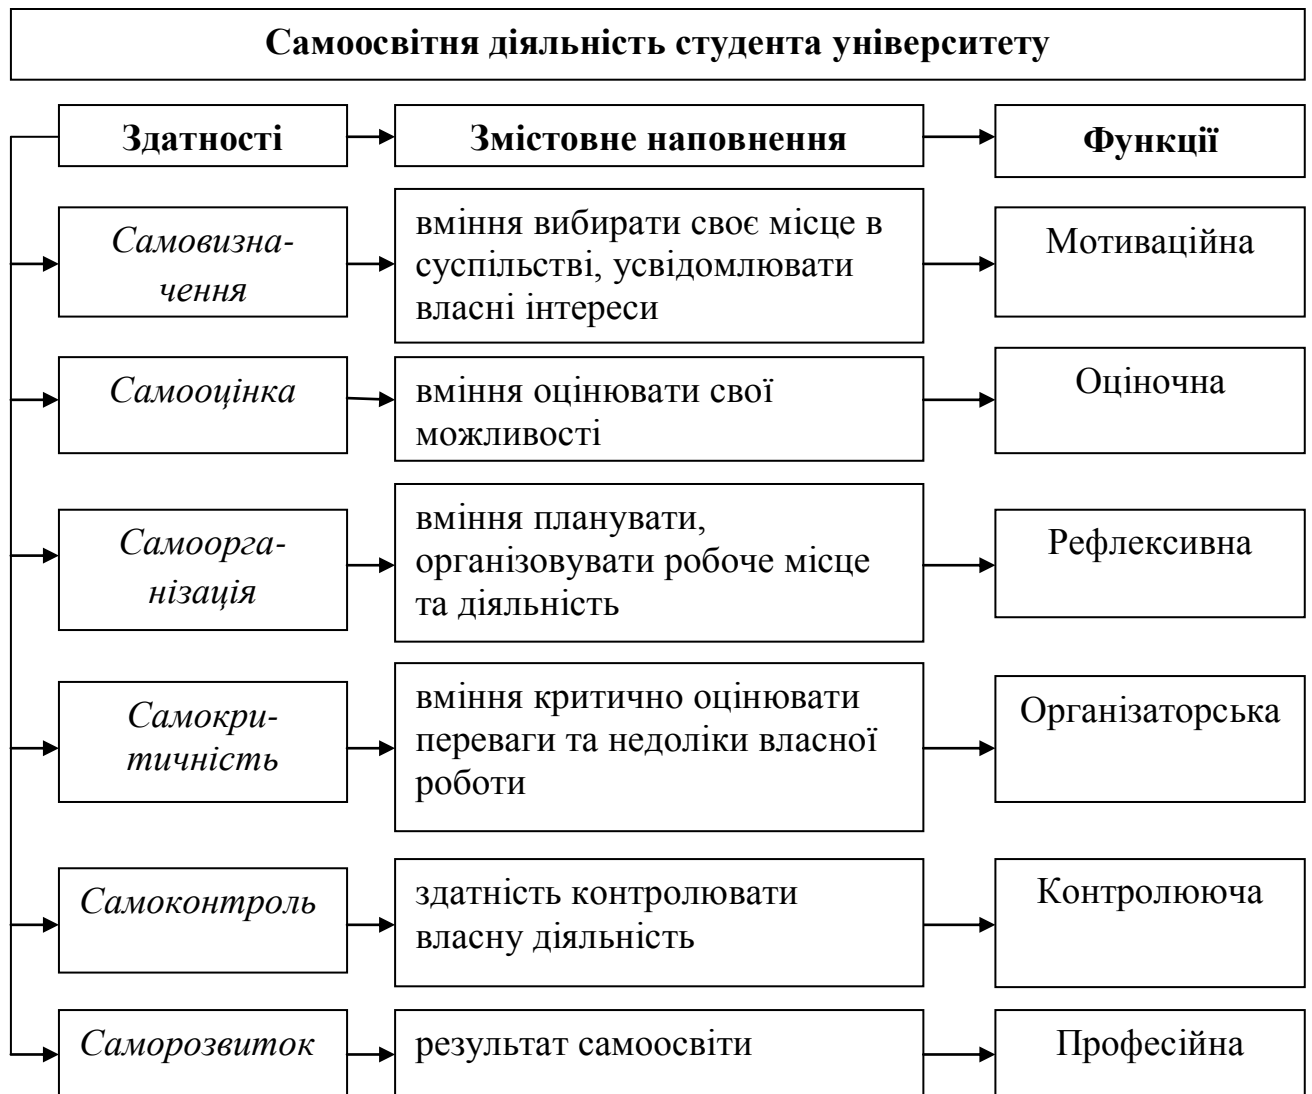 Самоосвітня діяльність студента університету
Здатності
Змістовне наповнення
Функції
Самовизна-
чення
вміння вибирати своє місце в
суспільстві, усвідомлювати
власні інтереси
Мотиваційна
Самооцінка
вміння оцінювати свої
можливості
Оціночна
Самоорга-
нізація
вміння планувати,
організовувати робоче місце
та діяльність
Рефлексивна
Самокри-
тичність
вміння критично оцінювати
переваги та недоліки власної
роботи
Організаторська
Самоконтроль
здатність контролювати
власну діяльність
Контролююча
Саморозвиток
результат самоосвіти
Професійна